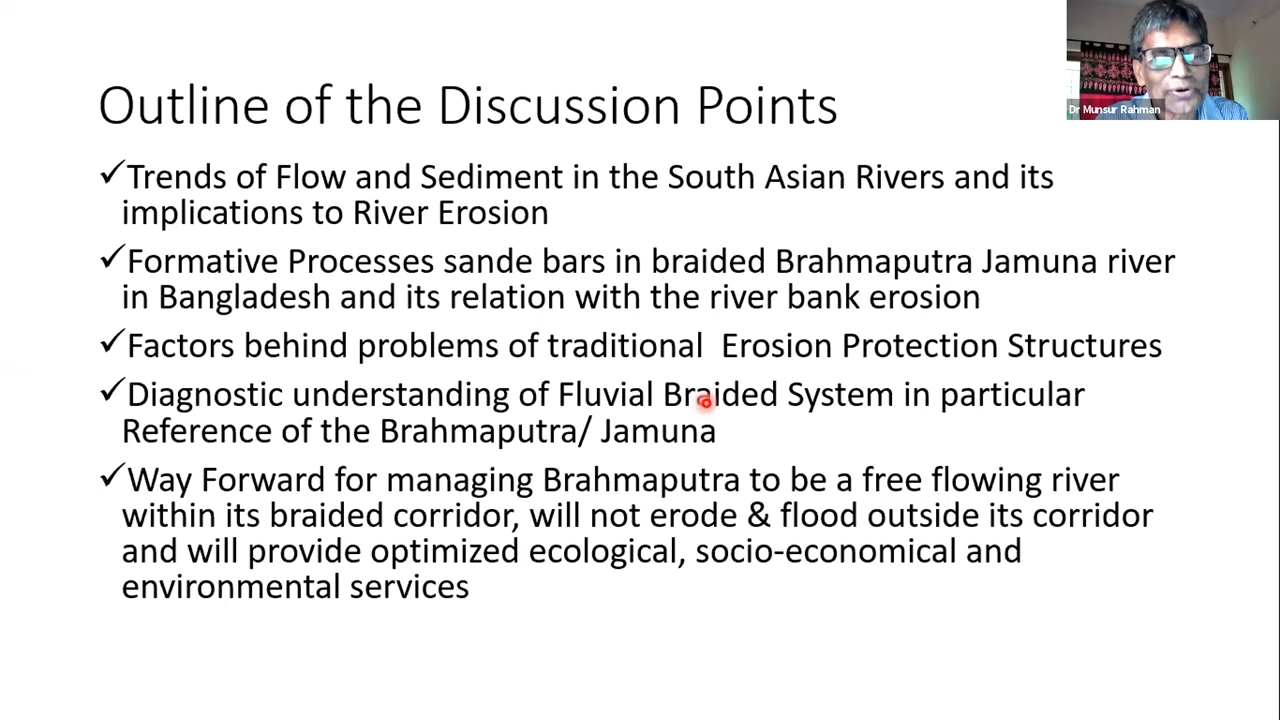 Outline of the Discussion Points
✓Trends of Flow and Sediment in the South Asian Rivers and its
implications to River Erosion
✓Formative Processes sande bars in braided Brahmaputra Jamuna river
in Bangladesh and its relation with the river bank erosion
✓Factors behind problems of traditional  Erosion Protection Structures
✓Diagnostic understanding of Fluvial Braided System in particular
Reference of the Brahmaputra/ Jamuna
✓Way Forward for managing Brahmaputra to be a free flowing river
within its braided corridor, will not erode & flood outside its corridor
and will provide optimized ecological, socio-economical and
environmental services
Dr Munsur Rahman